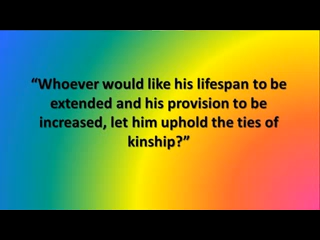 “Whoever would like his lifespan to be
extended and his provision to be
increased, let him uphold the ties of
kinship?”